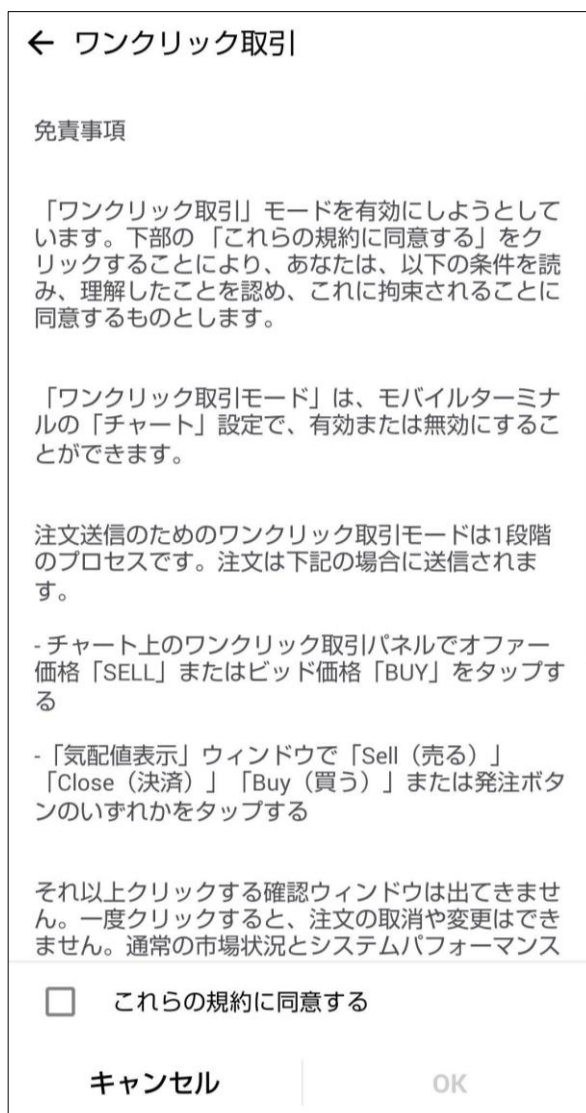 ← ワンクリック取引
免責事項
「ワンクリック取引」モードを有効にしようとして
います。下部の 「これらの規約に同意する」をク
リックすることにより、あなたは、以下の条件を読
み、理解したことを認め、これに拘束されることに
同意するものとします。
「ワンクリック取引モード」は、モバイルターミナ
ルの「チャート」設定で、有効または無効にするこ
とができます。
注文送信のためのワンクリック取引モードは1段階
のプロセスです。注文は下記の場合に送信されま
す。
- チャート上のワンクリック取引パネルでオファー
価格「SELL」またはビッド価格「BUY」をタップす
る
-「気配値表示」ウィンドウで「Sell（売る）」
「Close（決済）」「Buy（買う）」または発注ボタ
ンのいずれかをタップする
それ以上クリックする確認ウィンドウは出てきませ
ん。一度クリックすると、注文の取消や変更はでき
ません。通常の市場状況とシステムパフォーマンス
これらの規約に同意する
キャンセル
OK